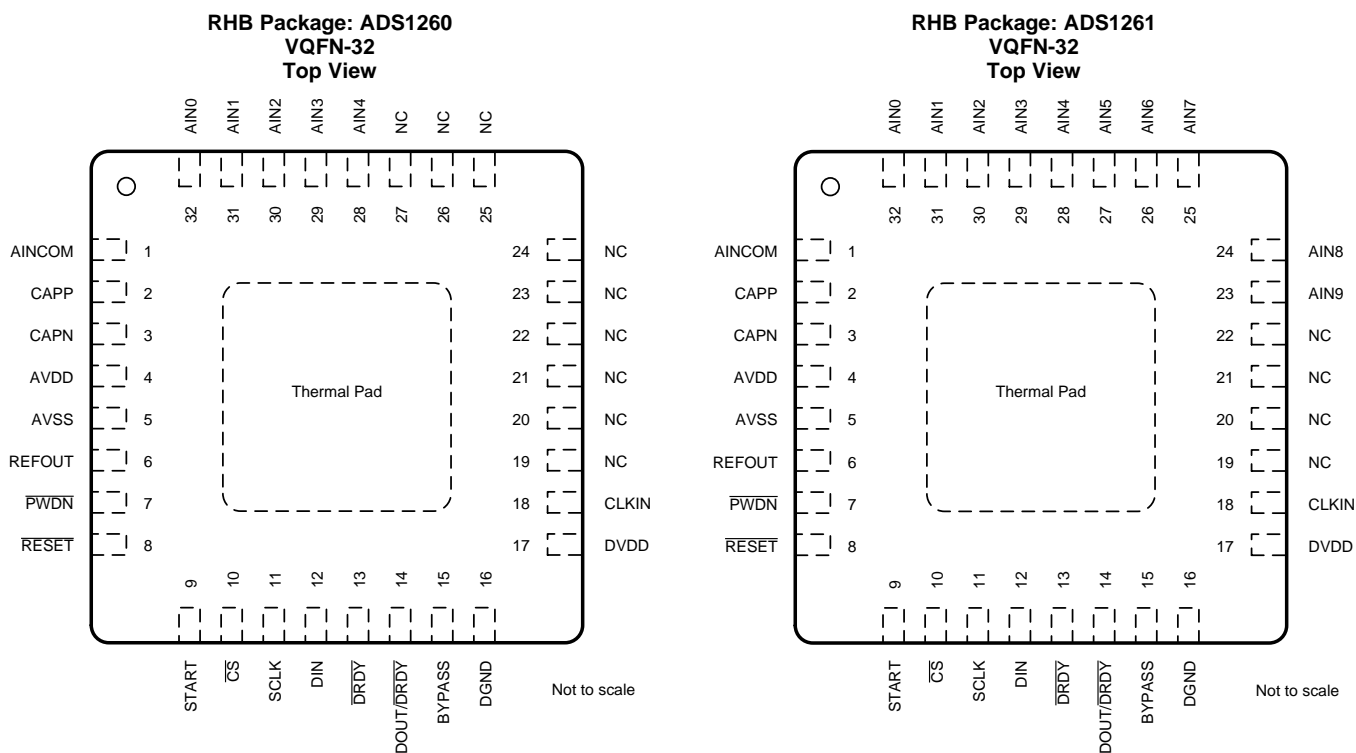 RHB Package: ADS1260
VQFN-32
Top View
AIN0
AIN1
AIN2
AIN3
AIN4
NC
NC
NC
32
31
30
29
28
27
26
25
AINCOM 1
CAPP 2
CAPN 3
AVDD 4
AVSS 5
REFOUT 6
PWDN 7
RESET 8
Thermal Pad
24 NC
23 NC
22 NC
21 NC
20 NC
19 NC
18 CLKIN
17 DVDD
9
10
11
12
13
14
15
16
START
CS
SCLK
DIN
DRDY
DOUT/DRDY
BYPASS
DGND
Not to scale
RHB Package: ADS1261
VQFN-32
Top View
AIN0
AIN1
AIN2
AIN3
AIN4
AIN5
AIN6
AIN7
32
31
30
29
28
27
26
25
AINCOM 1
CAPP 2
CAPN 3
AVDD 4
AVSS 5
REFOUT 6
PWDN 7
RESET 8
Thermal Pad
24 AIN8
23 AIN9
22 NC
21 NC
20 NC
19 NC
18 CLKIN
17 DVDD
9
10
11
12
13
14
15
16
START
CS
SCLK
DIN
DRDY
DOUT/DRDY
BYPASS
DGND
Not to scale